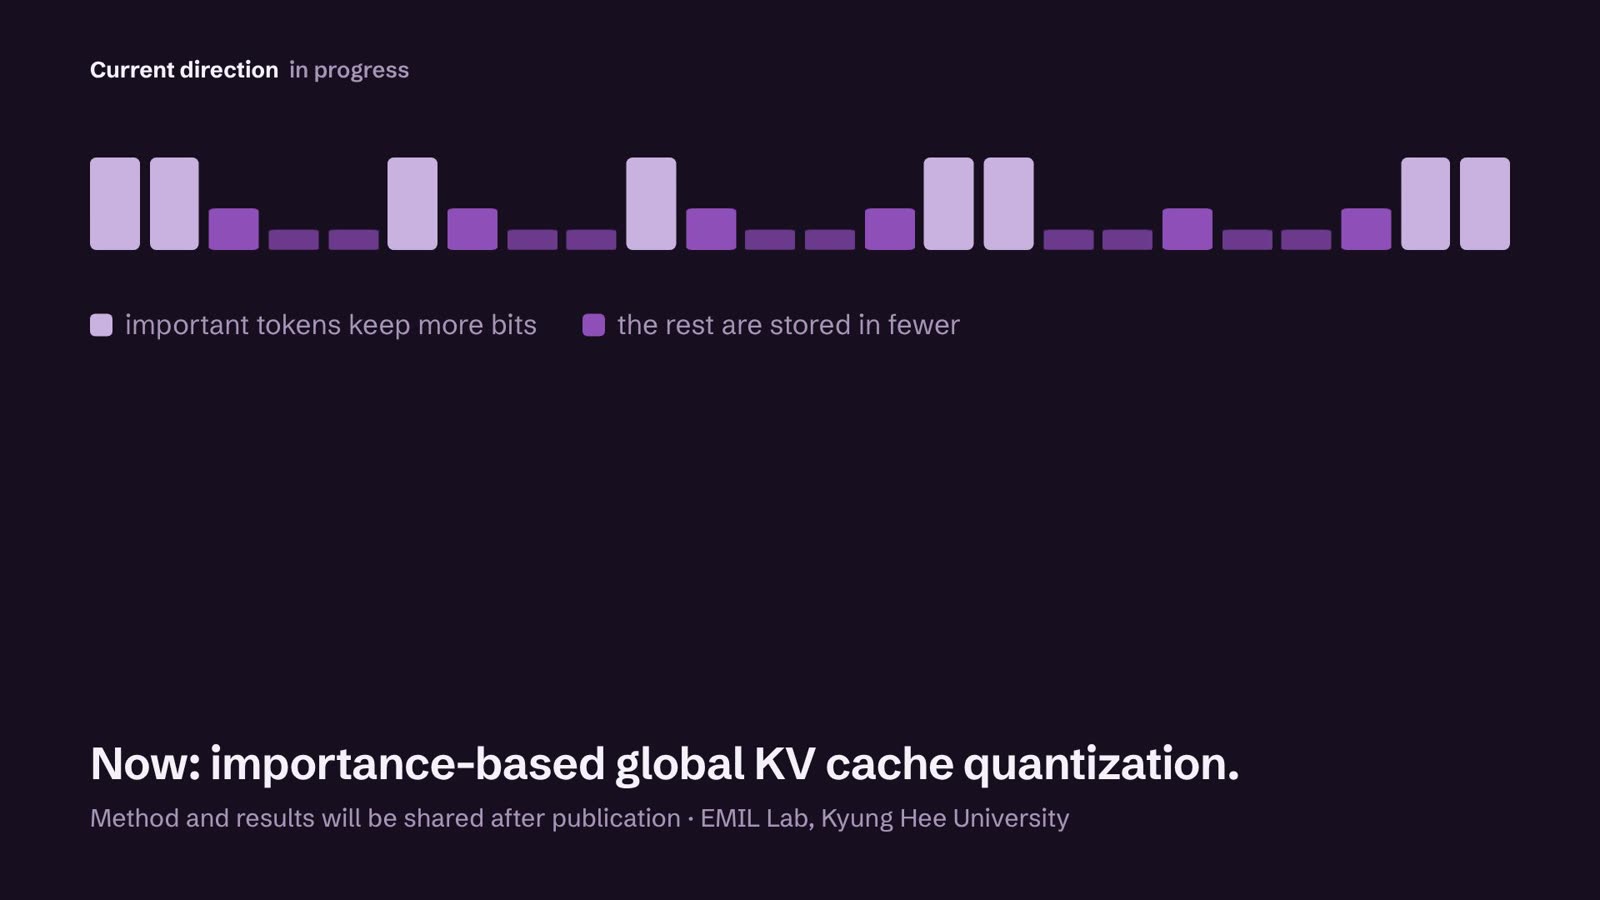 Current direction in progress
important tokens keep more bits the rest are stored in fewer
Now: importance-based global KV cache quantization.
Method and results will be shared after publication · EMIL Lab, Kyung Hee University